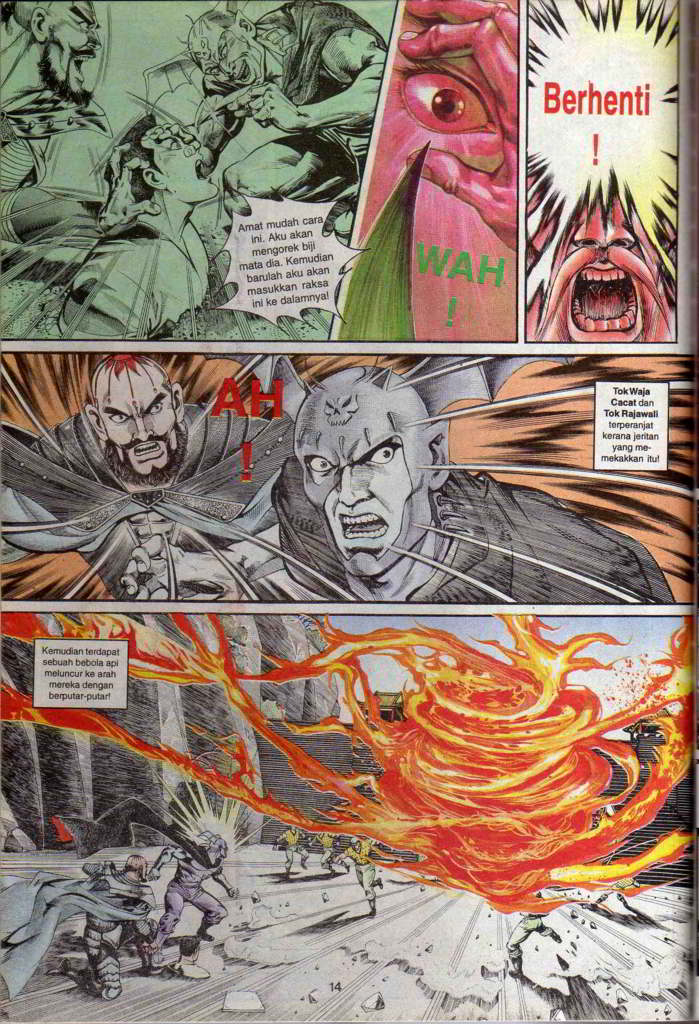 Amat mudah cara
ini. Aku akan
mengorek biji
mata dia. Kemudian
barulah aku akan
masukkan raksa
ini ke dalamnya!
WAH
!
Berhenti
!
AH
!
Tok Waja
Cacat dan
Tok Rajawali
terperanjat
kerana jeritan
yang me-
mekakkan itu!
Kemudian terdapat
sebuah bebola api
meluncur ke arah
mereka dengan
berputar-putar!
14